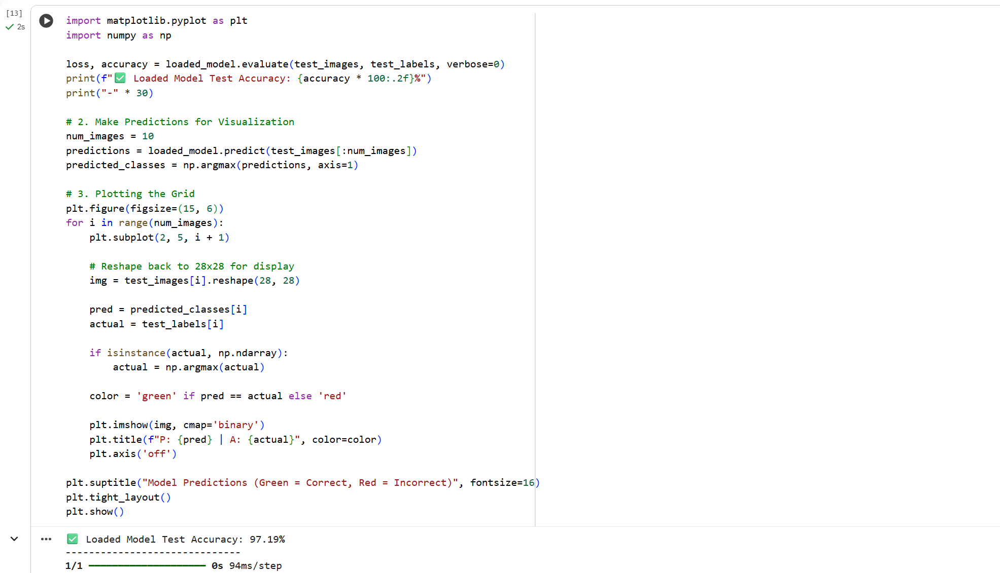 [13]
2s
import matplotlib.pyplot as plt
import numpy as np
loss, accuracy = loaded_model.evaluate(test_images, test_labels, verbose=0)
print(f"✅ Loaded Model Test Accuracy: {accuracy * 100:.2f}%")
print("-" * 30)
# 2. Make Predictions for Visualization
num_images = 10
predictions = loaded_model.predict(test_images[:num_images])
predicted_classes = np.argmax(predictions, axis=1)
# 3. Plotting the Grid
plt.figure(figsize=(15, 6))
for i in range(num_images):
    plt.subplot(2, 5, i + 1)
    # Reshape back to 28x28 for display
    img = test_images[i].reshape(28, 28)
    pred = predicted_classes[i]
    actual = test_labels[i]
    if isinstance(actual, np.ndarray):
        actual = np.argmax(actual)
    color = 'green' if pred == actual else 'red'
    plt.imshow(img, cmap='binary')
    plt.title(f"P: {pred} | A: {actual}", color=color)
    plt.axis('off')
plt.suptitle("Model Predictions (Green = Correct, Red = Incorrect)", fontsize=16)
plt.tight_layout()
plt.show()
✅ Loaded Model Test Accuracy: 97.19%
------------------------------
1/1 ━━━━━━━━━━━━━━━━━━━━ 0s 94ms/step